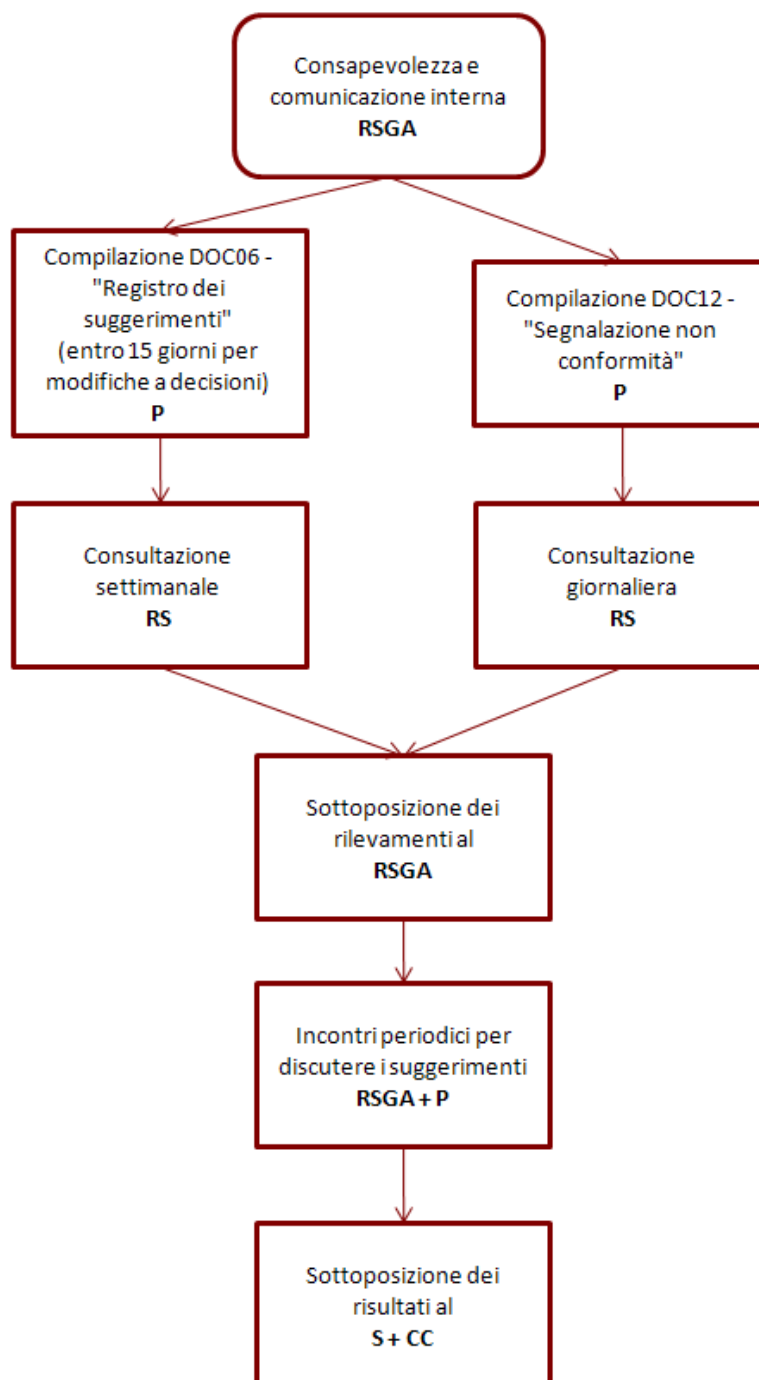 Consapevolezza e
comunicazione interna
RSGA
Compilazione DOC06 -
"Registro dei
suggerimenti"
(entro 15 giorni per
modifiche a decisioni)
P
Compilazione DOC12 -
"Segnalazione non
conformità"
P
Consultazione
settimanale
RS
Consultazione
giornaliera
RS
Sottoposizione dei
rilevamenti al
RSGA
Incontri periodici per
discutere i suggerimenti
RSGA + P
Sottoposizione dei
risultati al
S + CC